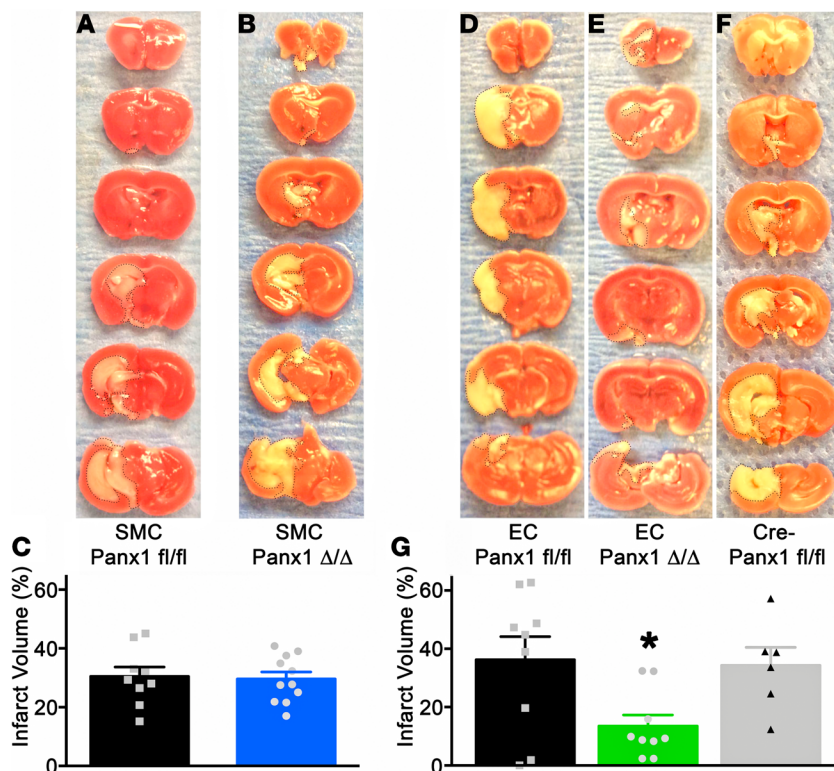 A B D E F
SMC SMC EC EC Cre-
C Panx1 fl/fl Panx1 Δ/Δ G Panx1 fl/fl Panx1 Δ/Δ Panx1 fl/fl
Infarct Volume (%)
60
40
20
0
Infarct Volume (%)
60
40
20
0
*